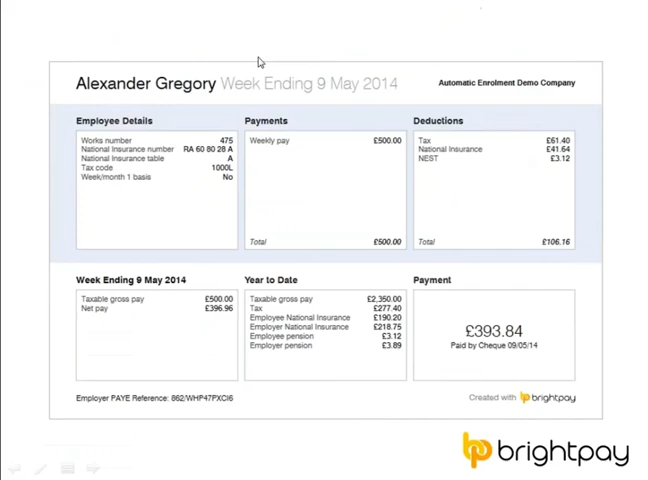 Alexander Gregory Week Ending 9 May 2014 Automatic Enrolment Demo Company
Employee Details
Works number 475
National Insurance number RA 60 80 28 A
National Insurance table A
Tax code 1000L
Week/month 1 basis No
Payments
Weekly pay £500.00
Total £500.00
Deductions
Tax £61.40
National Insurance £41.64
NEST £3.12
Total £106.16
Week Ending 9 May 2014
Taxable gross pay £500.00
Net pay £396.96
Year to Date
Taxable gross pay £2,350.00
Tax £277.40
Employee National Insurance £190.20
Employer National Insurance £218.75
Employee pension £3.12
Employer pension £3.89
Payment
£393.84
Paid by Cheque 09/05/14
Employer PAYE Reference: 862/WHP47PXCI6
Created with brightpay
brightpay